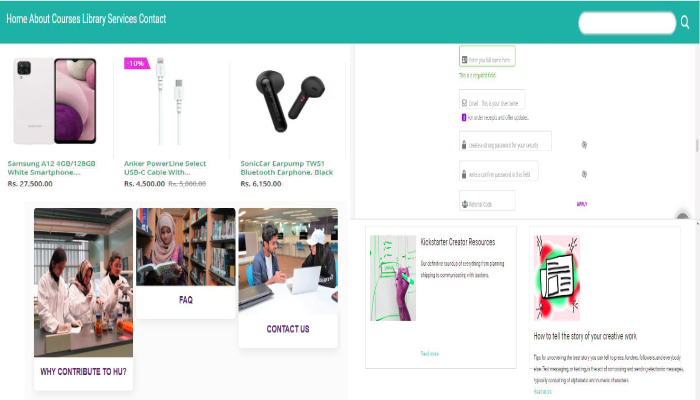 Home About Courses Library Services Contact
-10%
Samsung A12 4GB/128GB
White Smartphone...
Rs. 27,500.00
Anker PowerLine Select
USB-C Cable With...
Rs. 4,500.00 Rs. 5,000.00
SonicEar Earpump TWS1
Bluetooth Earphone, Black
Rs. 6,150.00
WHY CONTRIBUTE TO HU?
FAQ
CONTACT US
Enter you full name here
This is a required field
Email - This is your Username
For order receipts and offer updates.
create a strong password for your security
write a confirm password in this field
Referral Code
APPLY
Kickstarter Creator Resources
Our definitive roundup of everything from planning
shipping to communicating with backers.
Read more
How to tell the story of your creative work
Tips for uncovering the best story you can tell to press, funders, followers, and everybody
else. Text messaging, or texting, is the act of composing and sending electronic messages,
typically consisting of alphabetic and numeric characters.
Read more